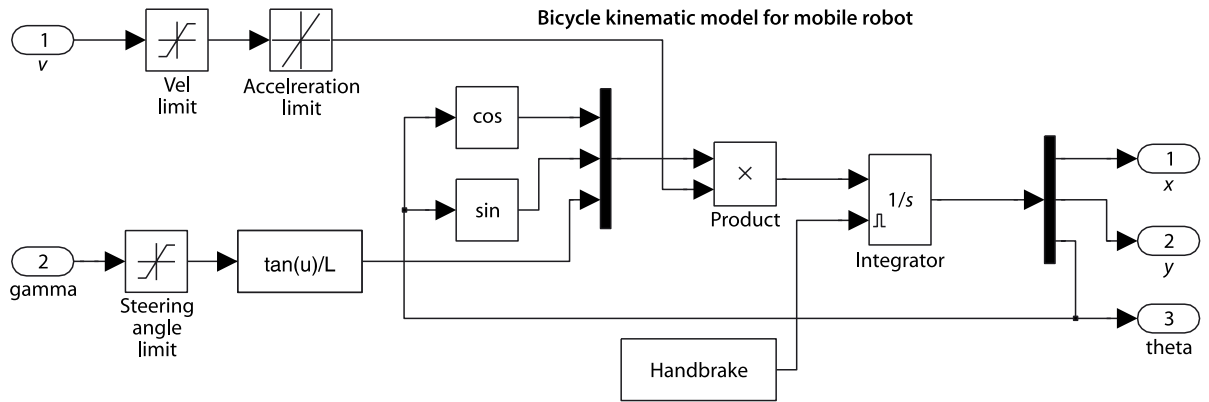 Bicycle kinematic model for mobile robot
1
v
Vel
limit
Accelreration
limit
cos
sin
×
Product
1/s
Integrator
1
x
2
y
3
theta
2
gamma
Steering
angle
limit
tan(u)/L
Handbrake